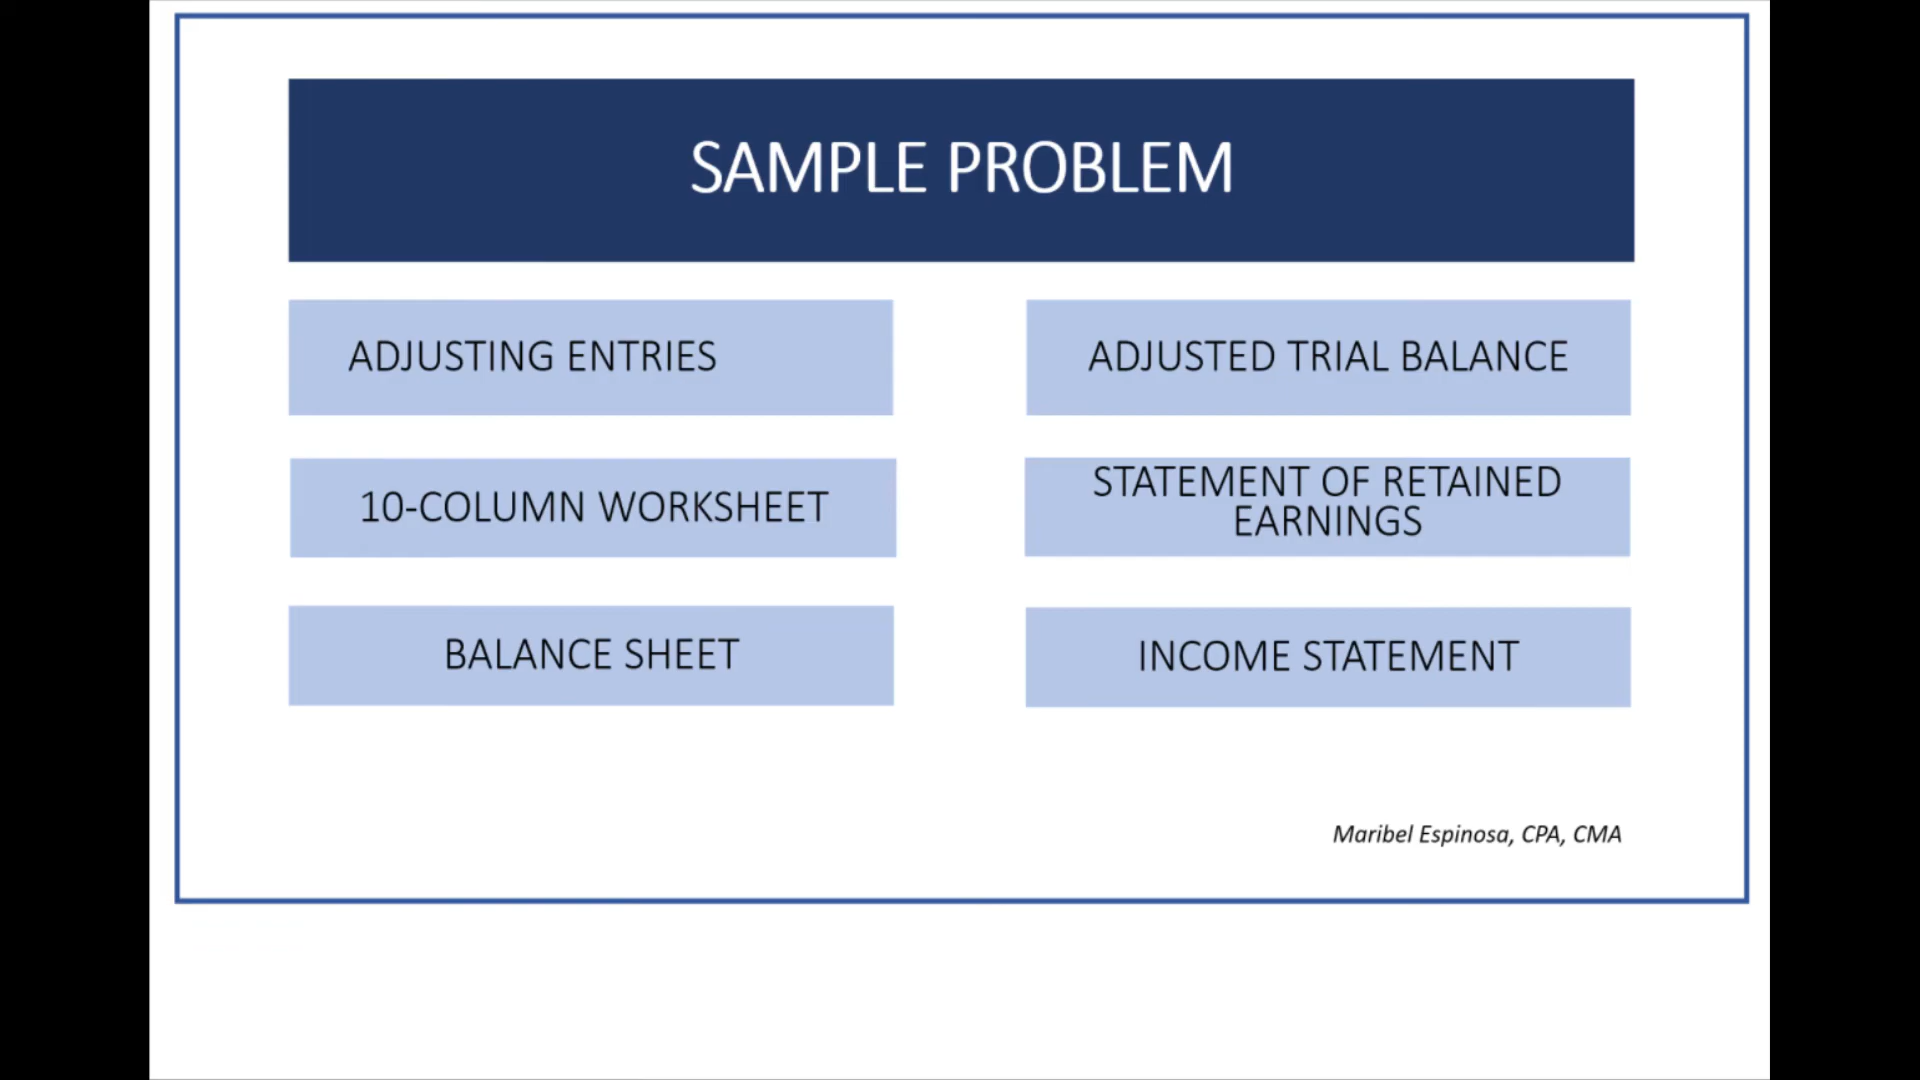 SAMPLE PROBLEM
ADJUSTING ENTRIES
ADJUSTED TRIAL BALANCE
10-COLUMN WORKSHEET
STATEMENT OF RETAINED
EARNINGS
BALANCE SHEET
INCOME STATEMENT
Maribel Espinosa, CPA, CMA